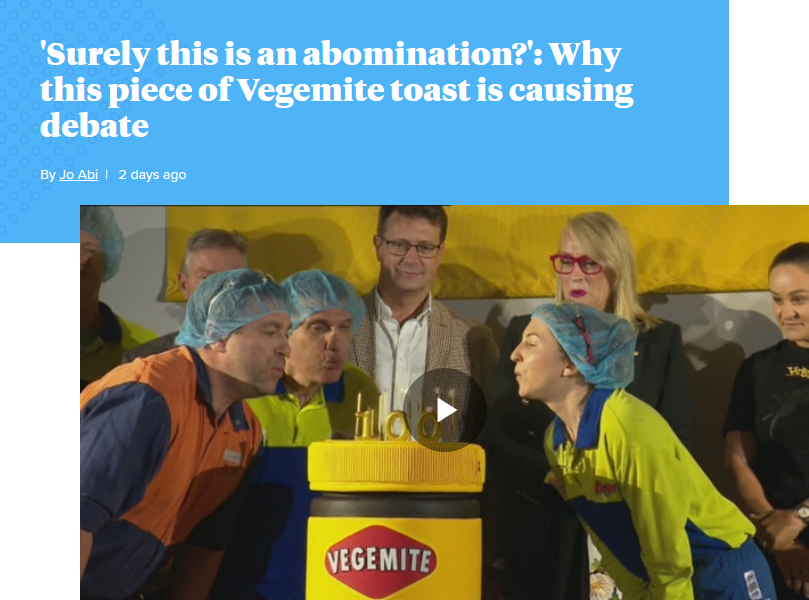 'Surely this is an abomination?': Why
this piece of Vegemite toast is causing
debate
By Jo Abi | 2 days ago
100
VEGEMITE